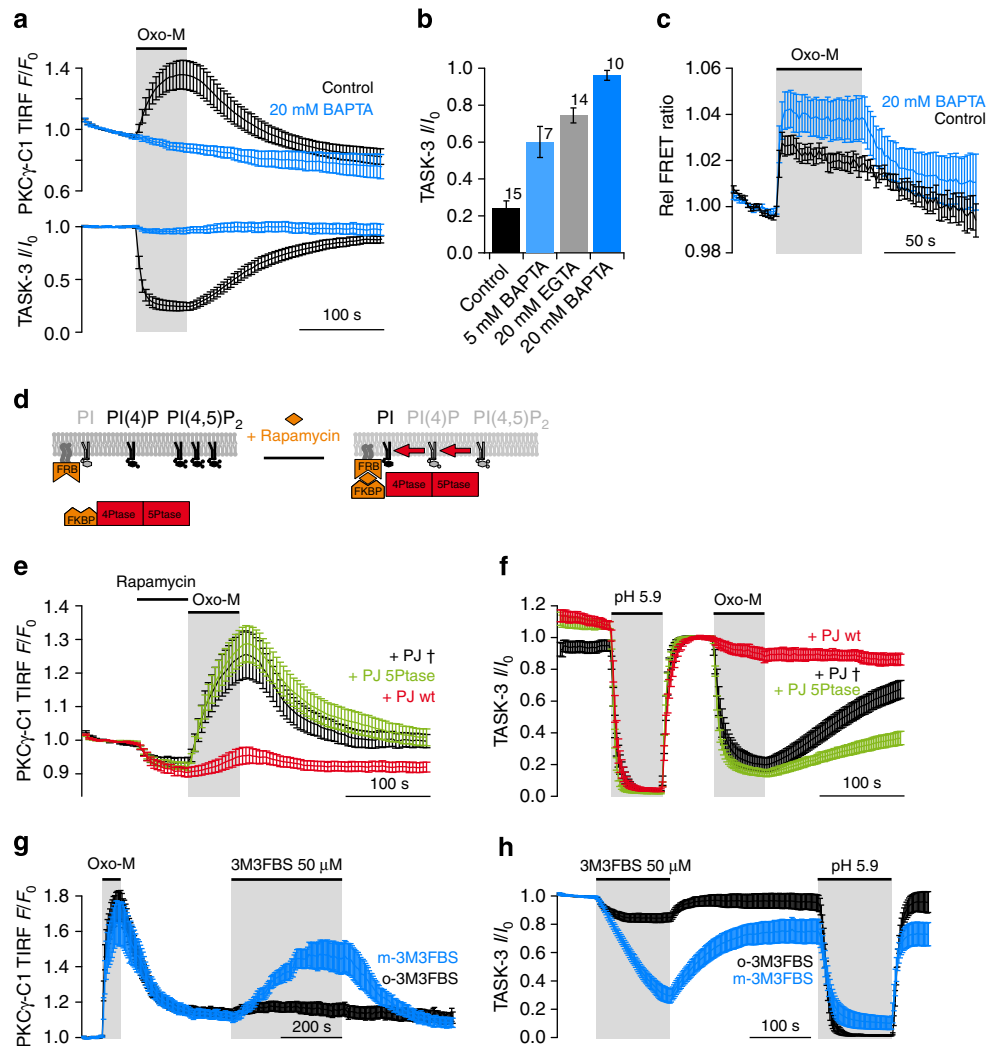 a
Oxo-M
PKCγ-C1 TIRF F/F0
1.4
1.0
0.6
Control
20 mM BAPTA
TASK-3 I/I0
1.0
0.5
0.0
100 s
b
TASK-3 I/I0
1.0
0.8
0.6
0.4
0.2
0.0
15
7
14
10
Control
5 mM BAPTA
20 mM EGTA
20 mM BAPTA
c
Oxo-M
Rel FRET ratio
1.06
1.04
1.02
1.00
0.98
20 mM BAPTA
Control
50 s
d
PI PI(4)P PI(4,5)P2
FRB
FKBP 4Ptase 5Ptase
+ Rapamycin
PI PI(4)P PI(4,5)P2
FRB
FKBP 4Ptase 5Ptase
e
Rapamycin
Oxo-M
PKCγ-C1 TIRF F/F0
1.4
1.3
1.2
1.1
1.0
0.9
+ PJ †
+ PJ 5Ptase
+ PJ wt
100 s
f
pH 5.9
Oxo-M
TASK-3 I/I0
1.2
1.0
0.8
0.6
0.4
0.2
0.0
+ PJ wt
+ PJ †
+ PJ 5Ptase
100 s
g
Oxo-M
3M3FBS 50 μM
PKCγ-C1 TIRF F/F0
1.8
1.6
1.4
1.2
1.0
m-3M3FBS
o-3M3FBS
200 s
h
3M3FBS 50 μM
pH 5.9
TASK-3 I/I0
1.0
0.8
0.6
0.4
0.2
0.0
o-3M3FBS
m-3M3FBS
100 s